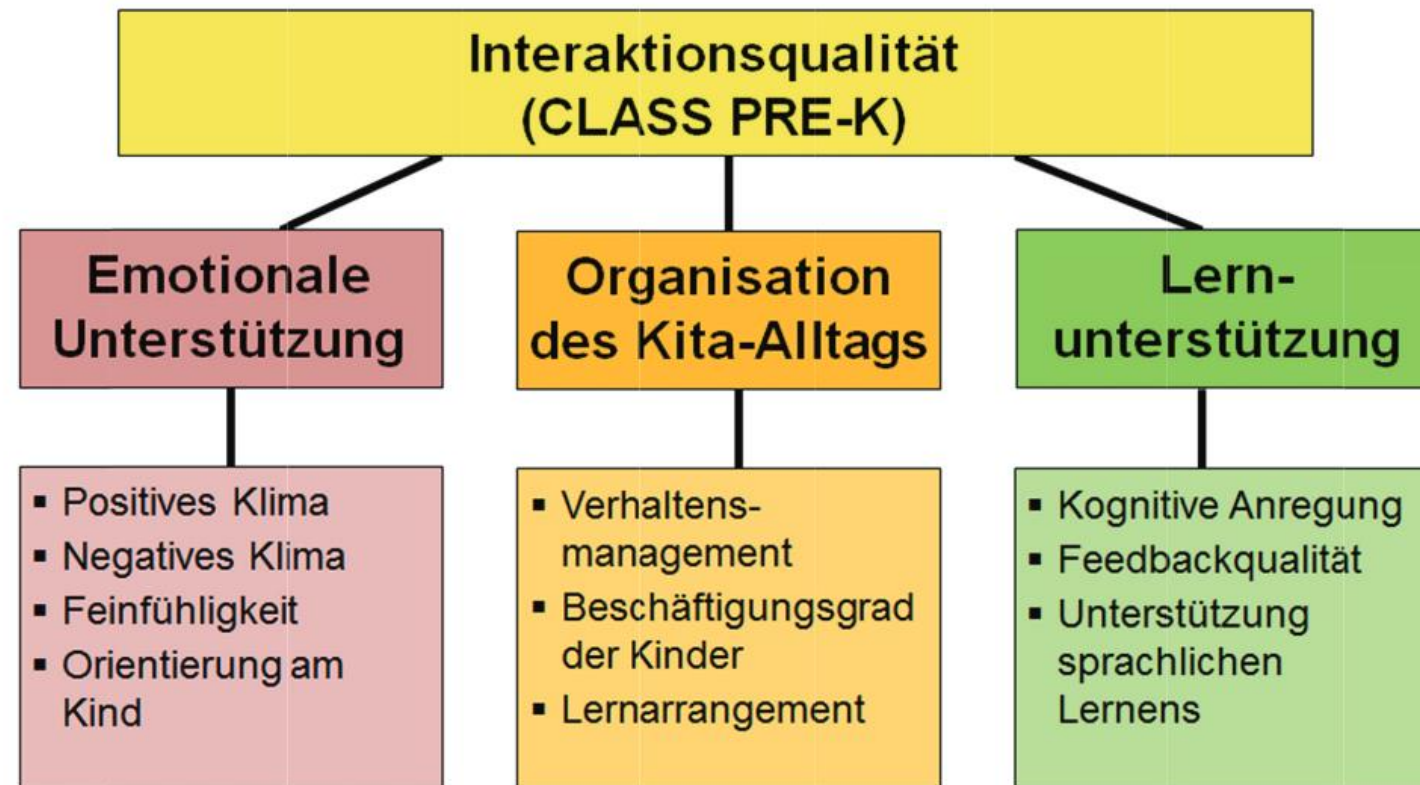 Interaktionsqualität
(CLASS PRE-K)
Emotionale
Unterstützung
Organisation
des Kita-Alltags
Lern-
unterstützung
▪ Positives Klima
▪ Negatives Klima
▪ Feinfühligkeit
▪ Orientierung am
Kind
▪ Verhaltens-
management
▪ Beschäftigungsgrad
der Kinder
▪ Lernarrangement
▪ Kognitive Anregung
▪ Feedbackqualität
▪ Unterstützung
sprachlichen
Lernens